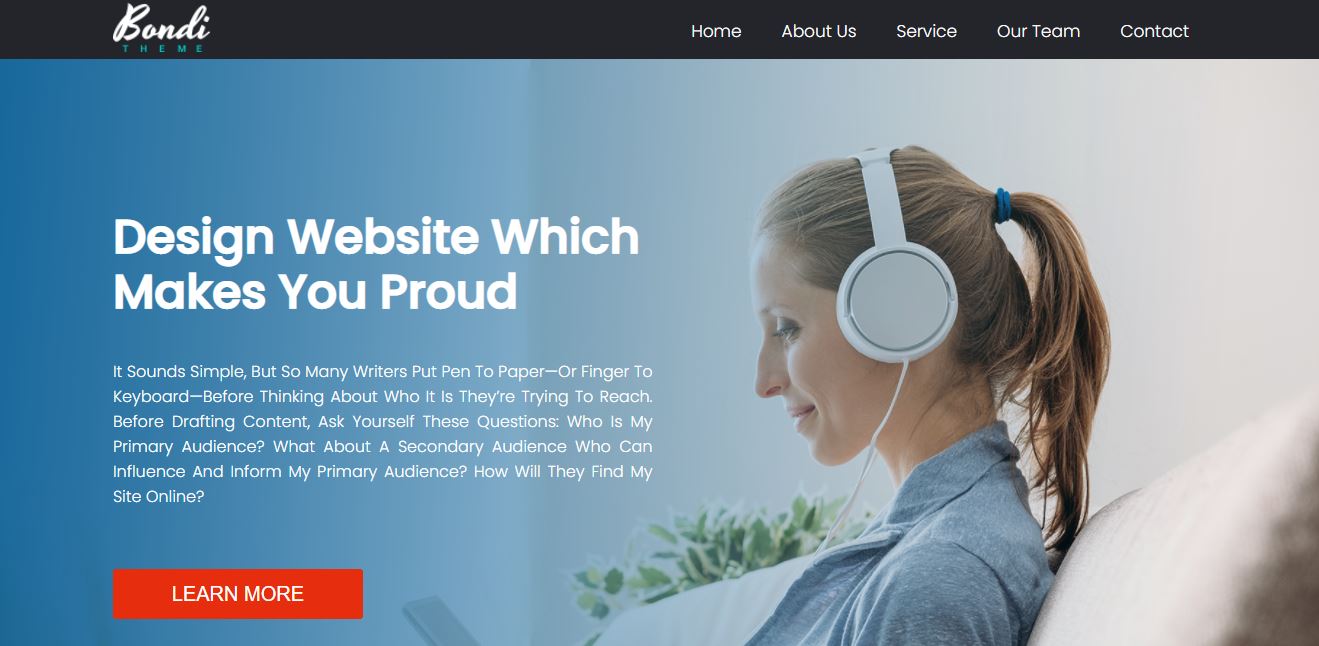 Bondi
THEME
Home About Us Service Our Team Contact
Design Website Which
Makes You Proud
It Sounds Simple, But So Many Writers Put Pen To Paper—Or Finger To
Keyboard—Before Thinking About Who It Is They're Trying To Reach.
Before Drafting Content, Ask Yourself These Questions: Who Is My
Primary Audience? What About A Secondary Audience Who Can
Influence And Inform My Primary Audience? How Will They Find My
Site Online?
LEARN MORE